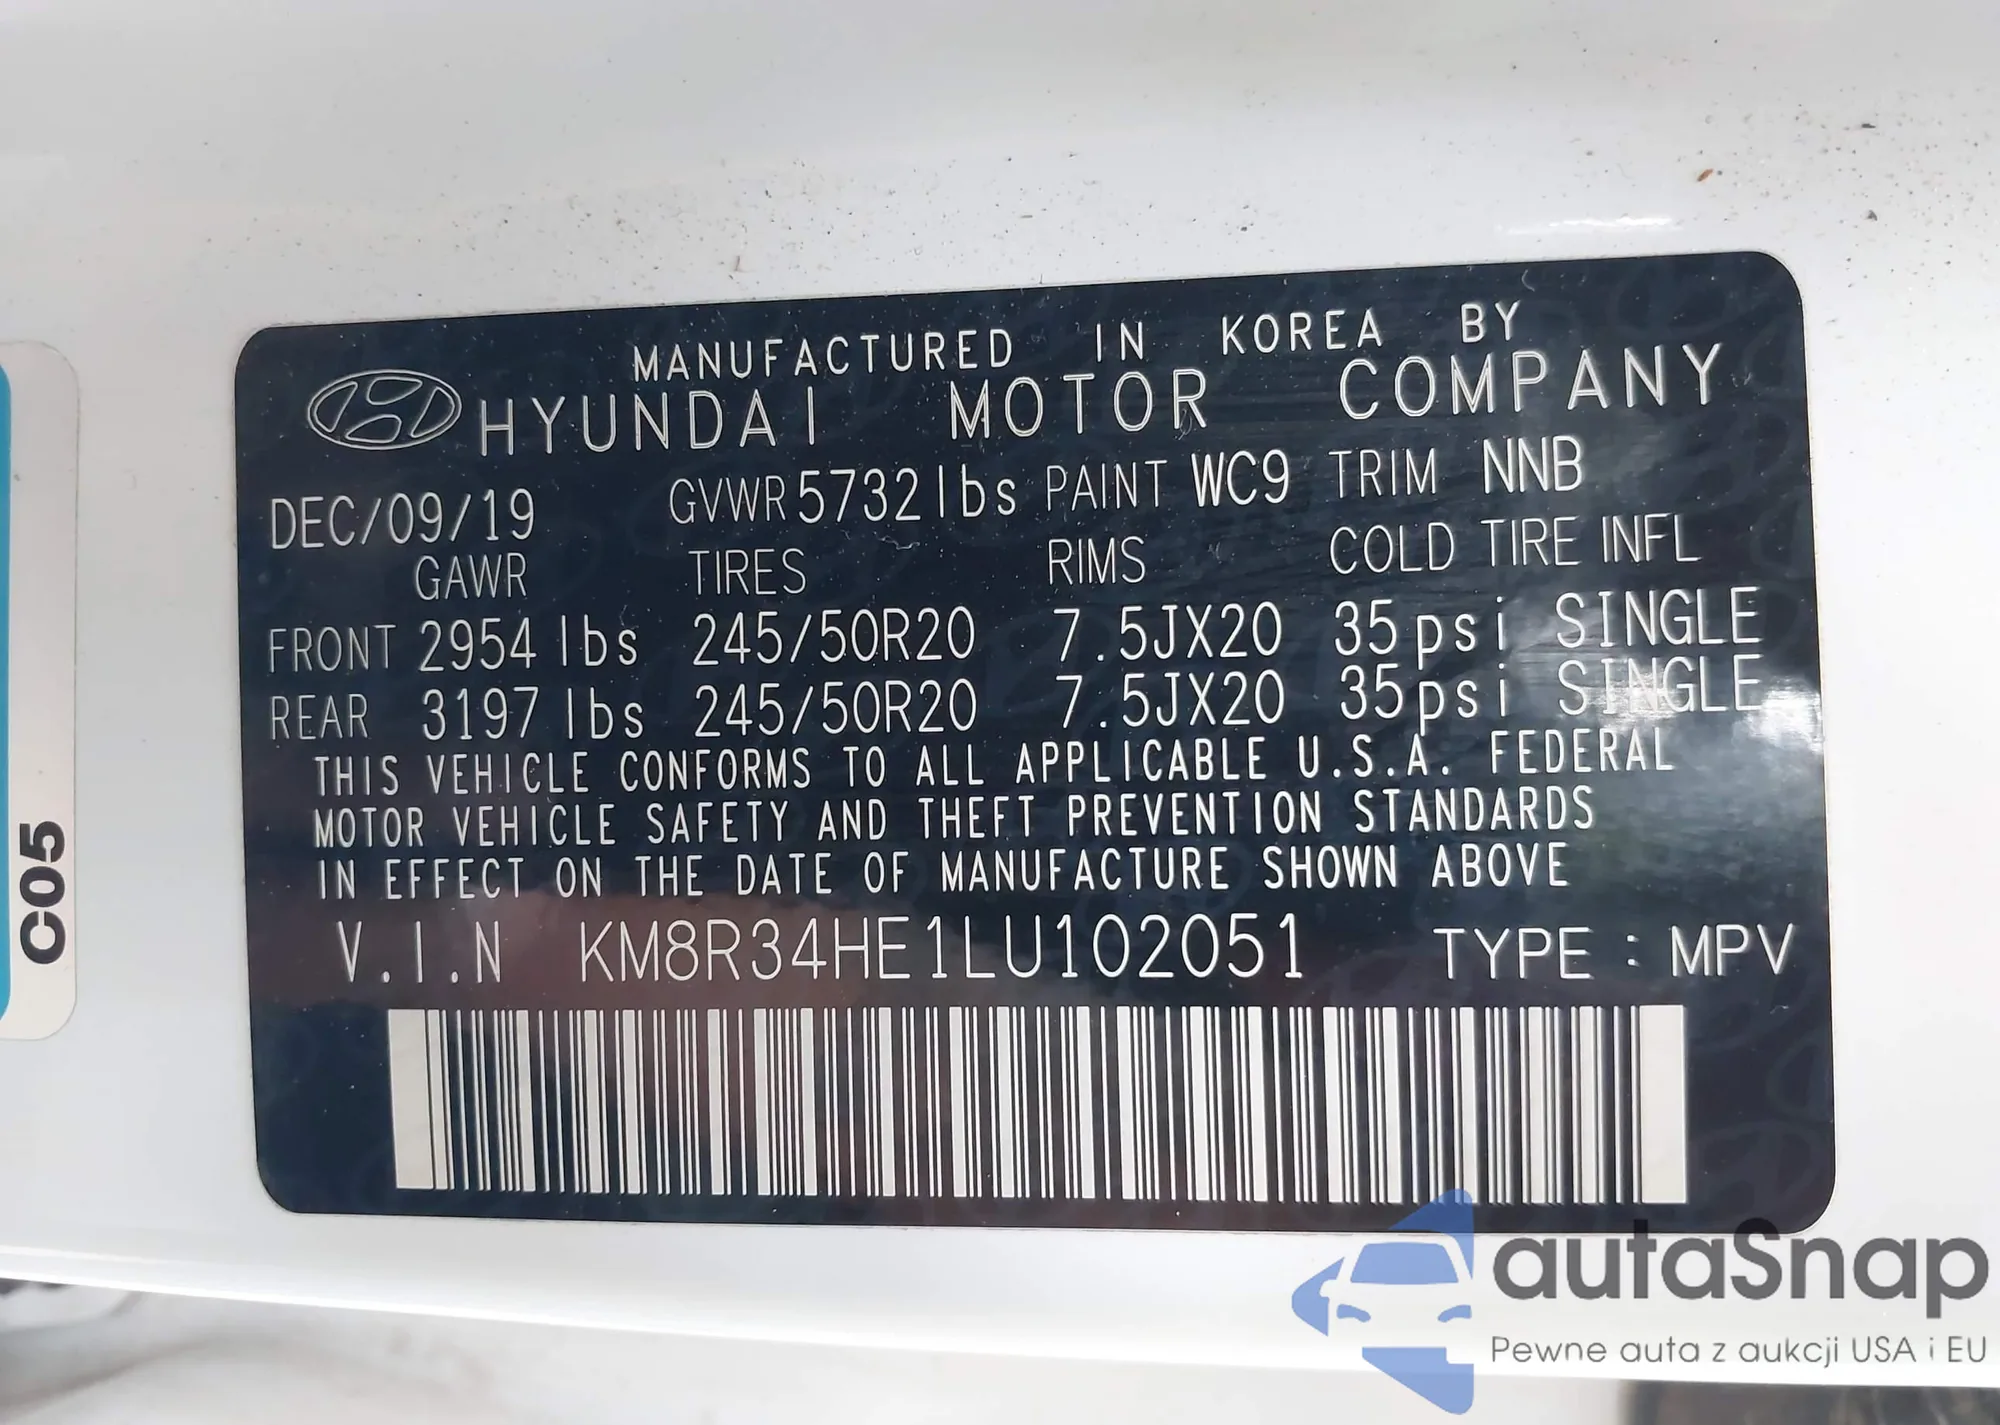 MANUFACTURED IN KOREA BY
HYUNDAI MOTOR COMPANY
DEC/09/19 GVWR 5732 lbs PAINT WC9 TRIM NNB
GAWR TIRES RIMS COLD TIRE INFL
FRONT 2954 lbs 245/50R20 7.5JX20 35psi SINGLE
REAR 3197 lbs 245/50R20 7.5JX20 35psi SINGLE
THIS VEHICLE CONFORMS TO ALL APPLICABLE U.S.A. FEDERAL
MOTOR VEHICLE SAFETY AND THEFT PREVENTION STANDARDS
IN EFFECT ON THE DATE OF MANUFACTURE SHOWN ABOVE
V.I.N KM8R34HE1LU102051 TYPE : MPV
C05
autaSnap
Pewne auta z aukcji USA i EU